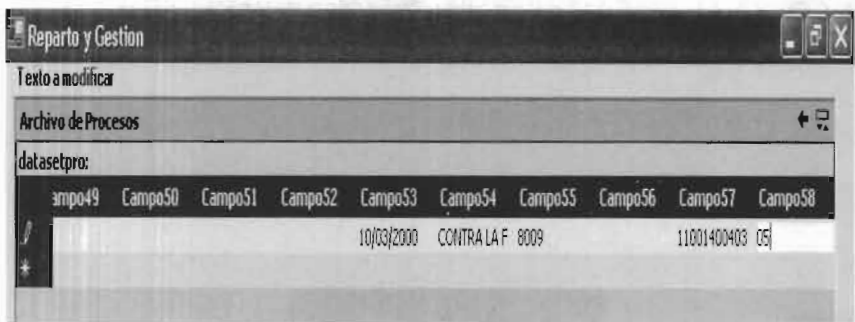 Reparto y Gestion
Texto a modificar
Archivo de Procesos
datasetpro:
ampo49 Campo50 Campo51 Campo52 Campo53 Campo54 Campo55 Campo56 Campo57 Campo58
10/03/2000 CONTRA LA F 8009 11001400403 05